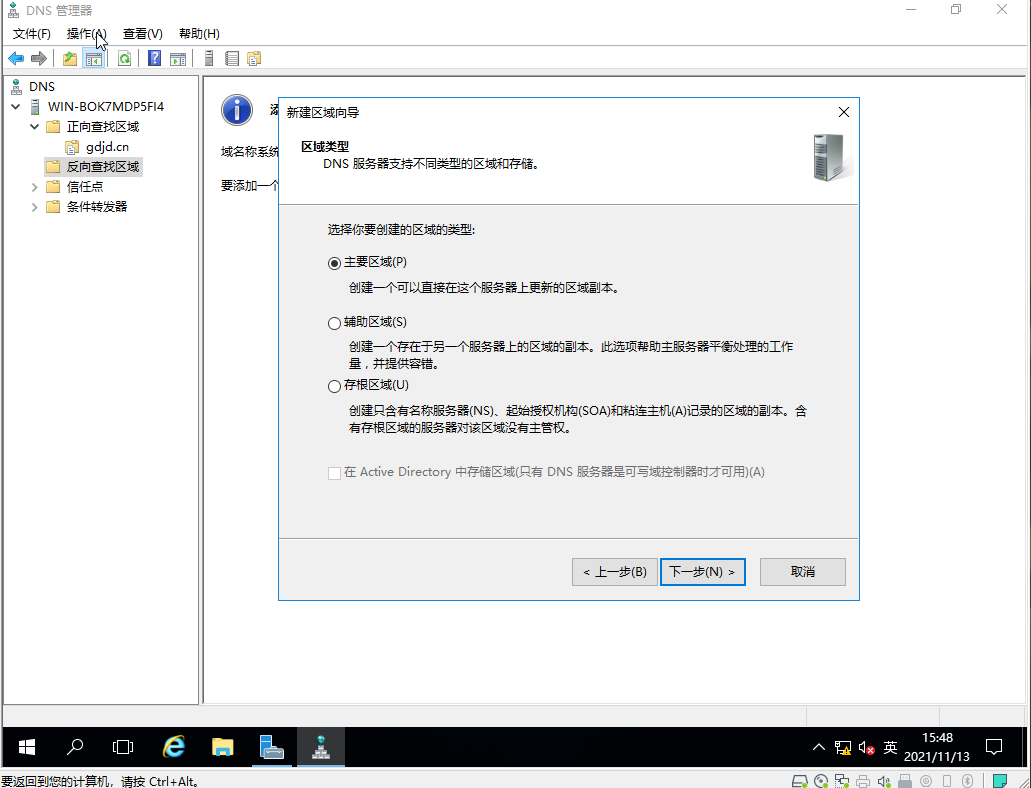 DNS 管理器
文件(F) 操作(A) 查看(V) 帮助(H)
DNS
WIN-BOK7MDP5FI4
正向查找区域
gdjd.cn
反向查找区域
信任点
条件转发器
添
域名称系统
要添加一个
新建区域向导
区域类型
DNS 服务器支持不同类型的区域和存储。
选择你要创建的区域的类型:
主要区域(P)
创建一个可以直接在这个服务器上更新的区域副本。
辅助区域(S)
创建一个存在于另一个服务器上的区域的副本。此选项帮助主服务器平衡处理的工作
量，并提供容错。
存根区域(U)
创建只含有名称服务器(NS)、起始授权机构(SOA)和粘连主机(A)记录的区域的副本。含
有存根区域的服务器对该区域没有主管权。
在 Active Directory 中存储区域(只有 DNS 服务器是可写域控制器时才可用)(A)
< 上一步(B) 下一步(N) > 取消
英
15:48
2021/11/13
要返回到您的计算机，请按 Ctrl+Alt。